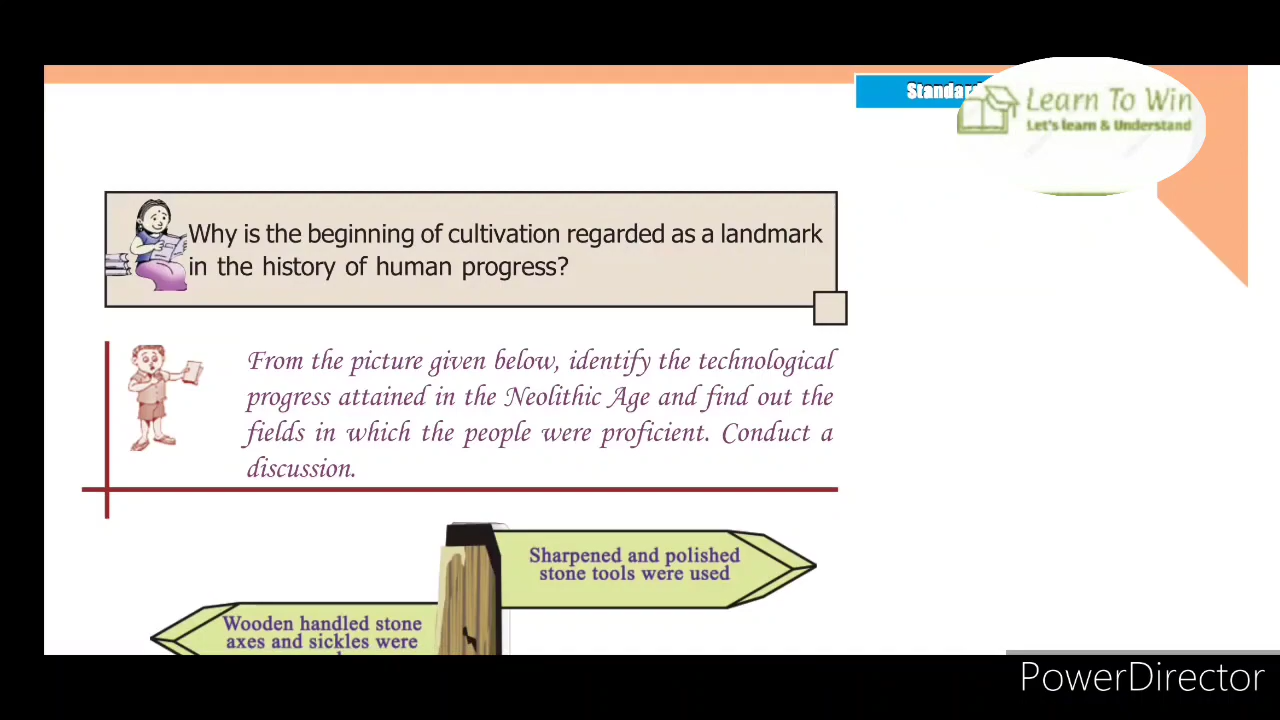 Standard
Learn To Win
Let's learn & Understand
Why is the beginning of cultivation regarded as a landmark
in the history of human progress?
From the picture given below, identify the technological
progress attained in the Neolithic Age and find out the
fields in which the people were proficient. Conduct a
discussion.
Sharpened and polished
stone tools were used
Wooden handled stone
axes and sickles were
PowerDirector